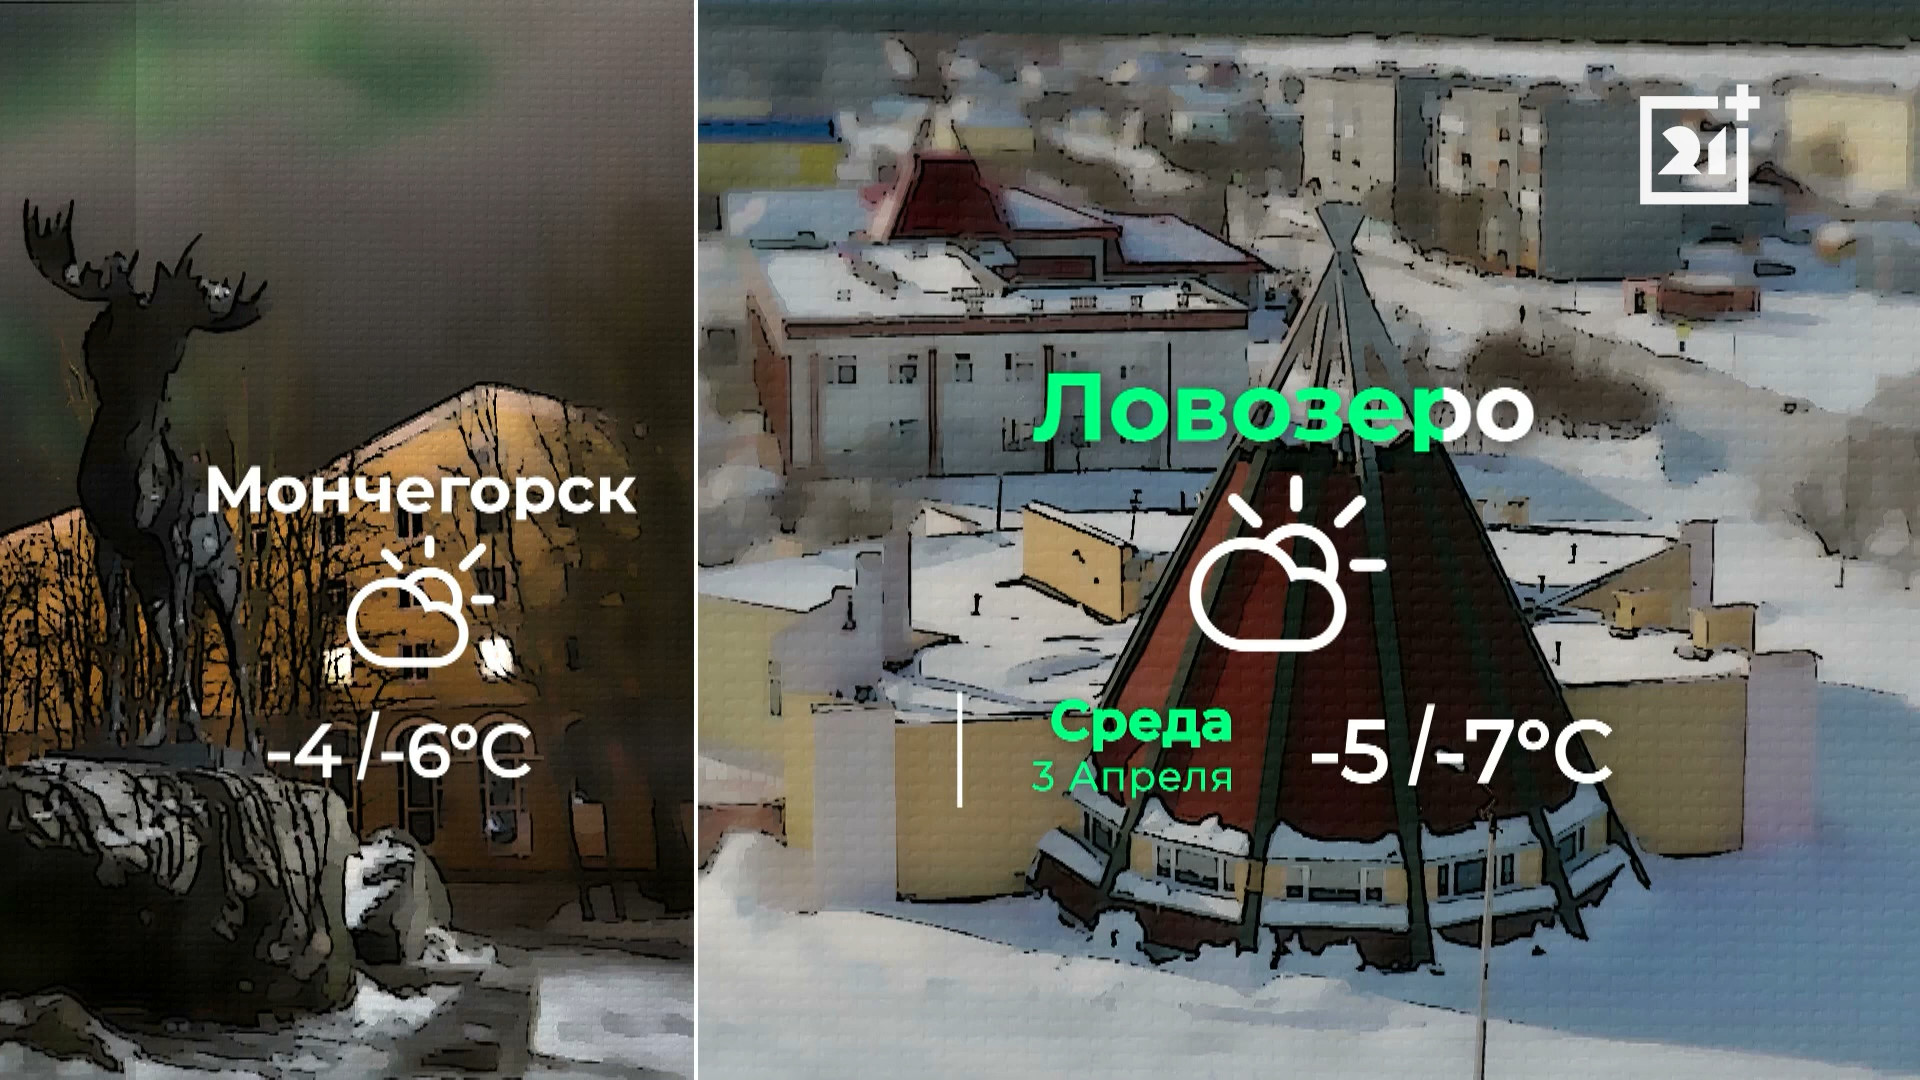 Мончегорск
-4 /-6°C
21+
Ловозеро
Среда
3 Апреля
-5 /-7°C